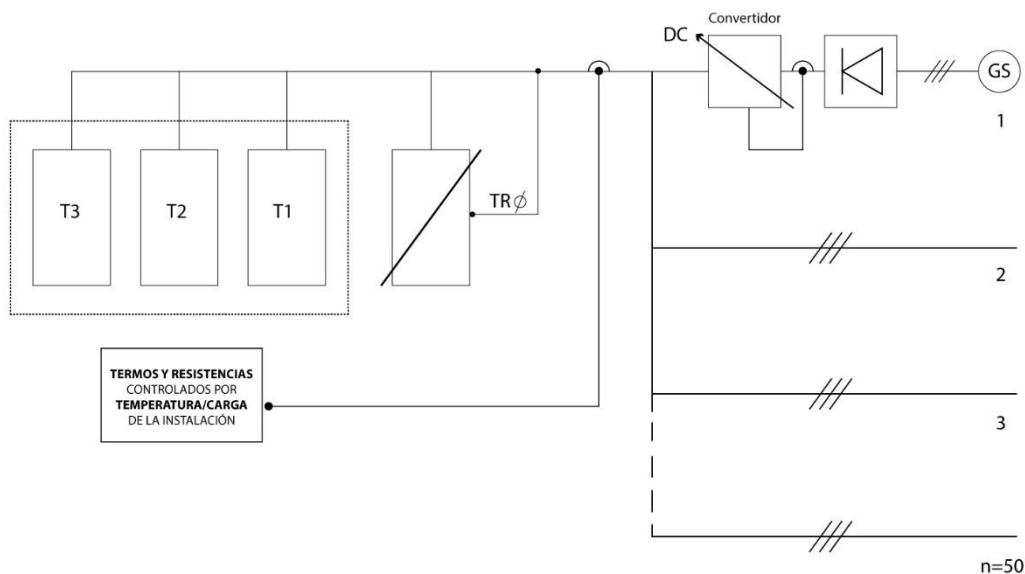 Convertidor
DC
GS
1
T3
T2
T1
TRϕ
2
TERMOS Y RESISTENCIAS
CONTROLADOS POR
TEMPERATURA/CARGA
DE LA INSTALACIÓN
3
n=50